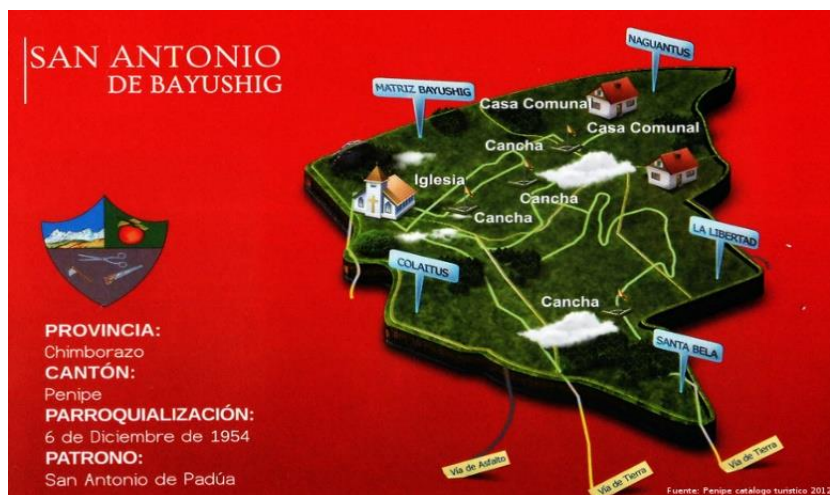 SAN ANTONIO
DE BAYUSHIG
NAGUANTUS
MATRIZ BAYUSHIG
Casa Comunal
Casa Comunal
Cancha
Iglesia
Cancha
Cancha
LA LIBERTAD
COLAITUS
Cancha
SANTA BELA
PROVINCIA:
Chimborazo
CANTÓN:
Penipe
PARROQUIALIZACIÓN:
6 de Diciembre de 1954
PATRONO:
San Antonio de Padúa
Vía de Asfalto
Vía de Tierra
Vía de Tierra
Fuente: Penipe catalogo turistico 2012